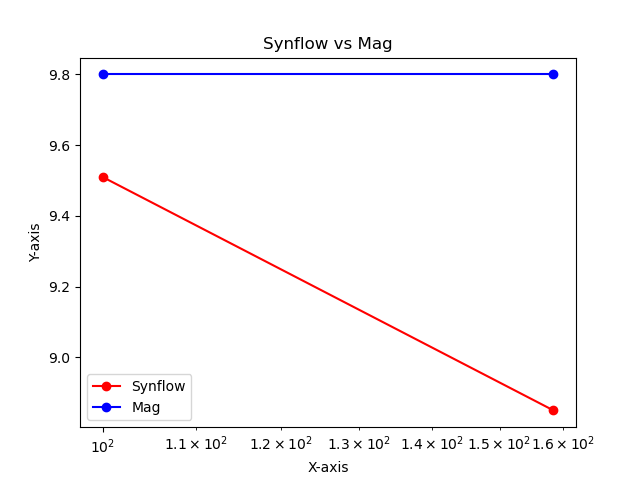 Synflow vs Mag
Y-axis
9.8
9.6
9.4
9.2
9.0
Synflow
Mag
10²
1.1 × 10²
1.2 × 10²
1.3 × 10²
1.4 × 10²
1.5 × 10²
1.6 × 10²
X-axis